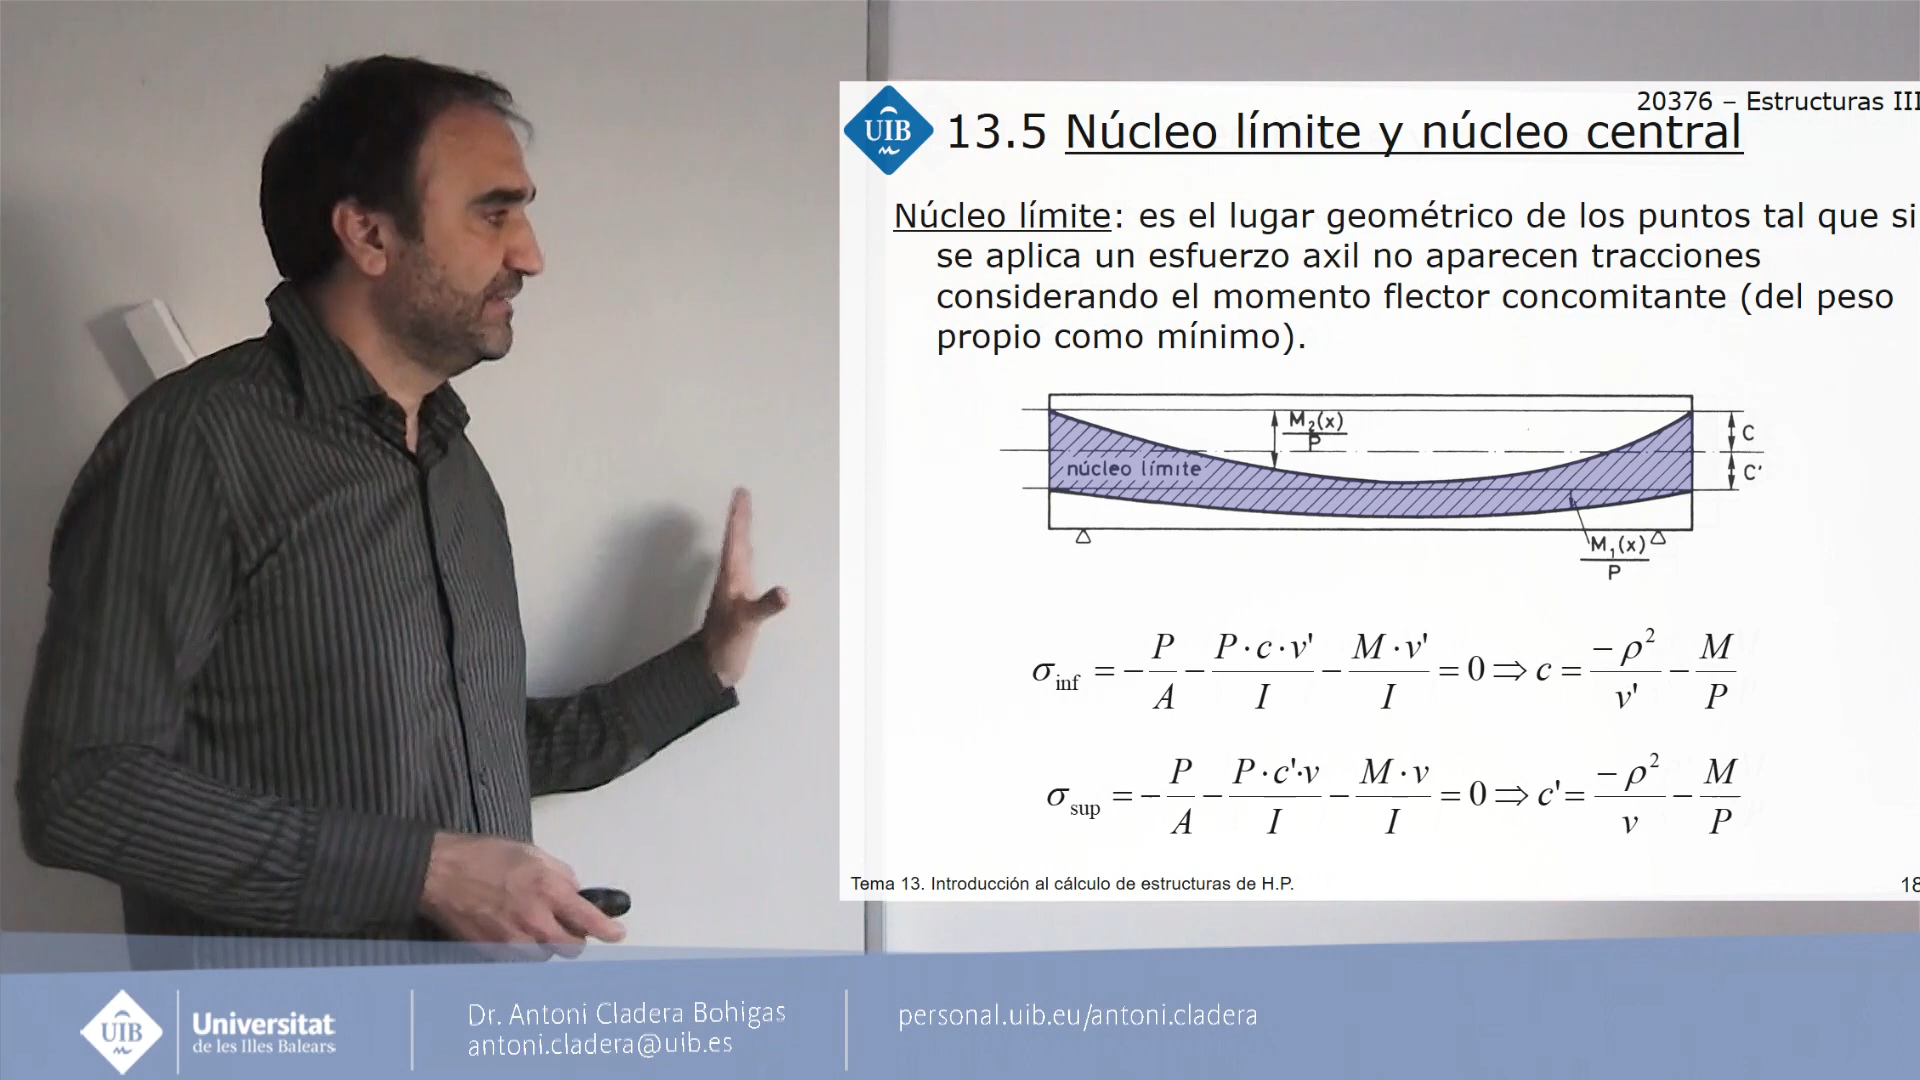 20376 – Estructuras III
UIB
13.5 Núcleo límite y núcleo central
Núcleo límite: es el lugar geométrico de los puntos tal que si
se aplica un esfuerzo axil no aparecen tracciones
considerando el momento flector concomitante (del peso
propio como mínimo).
M₂(x)
P
C
núcleo límite
C'
M₁(x)
P
σ inf = − P/A − P·c·v'/I − M·v'/I = 0 ⇒ c = −ρ²/v' − M/P
σ sup = − P/A − P·c'·v/I − M·v/I = 0 ⇒ c' = −ρ²/v − M/P
Tema 13. Introducción al cálculo de estructuras de H.P.
18
UIB
Universitat
de les Illes Balears
Dr. Antoni Cladera Bohigas
antoni.cladera@uib.es
personal.uib.eu/antoni.cladera